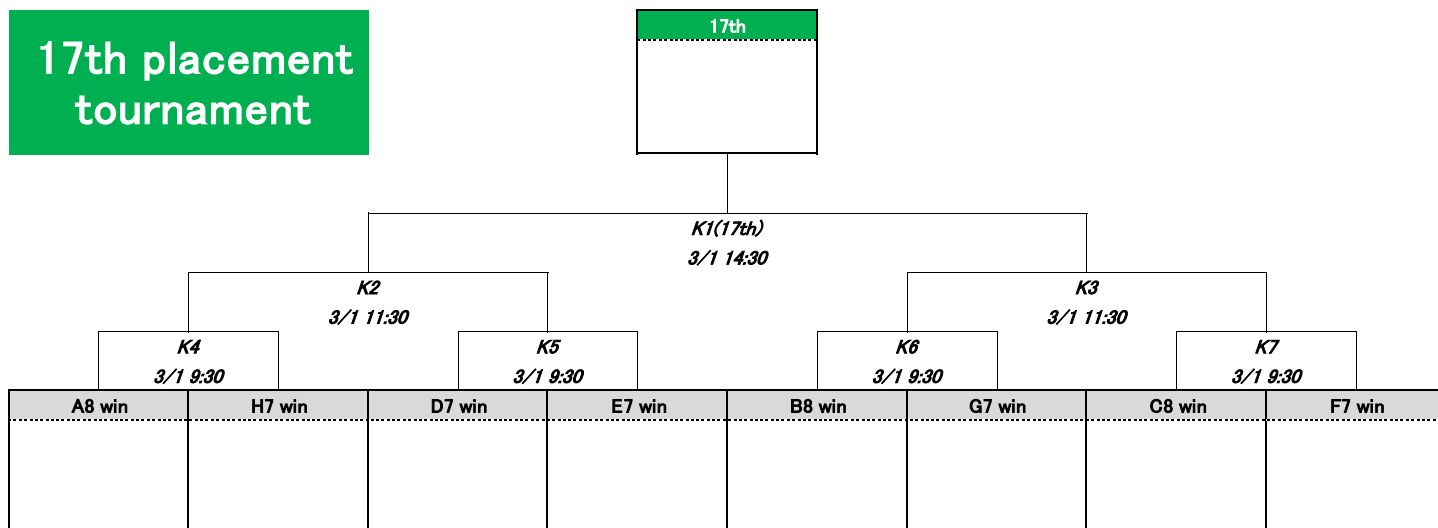 17th placement
tournament
17th
K1(17th)
3/1 14:30
K2
K3
3/1 11:30
3/1 11:30
K4
K5
K6
K7
3/1 9:30
3/1 9:30
3/1 9:30
3/1 9:30
A8 win
H7 win
D7 win
E7 win
B8 win
G7 win
C8 win
F7 win